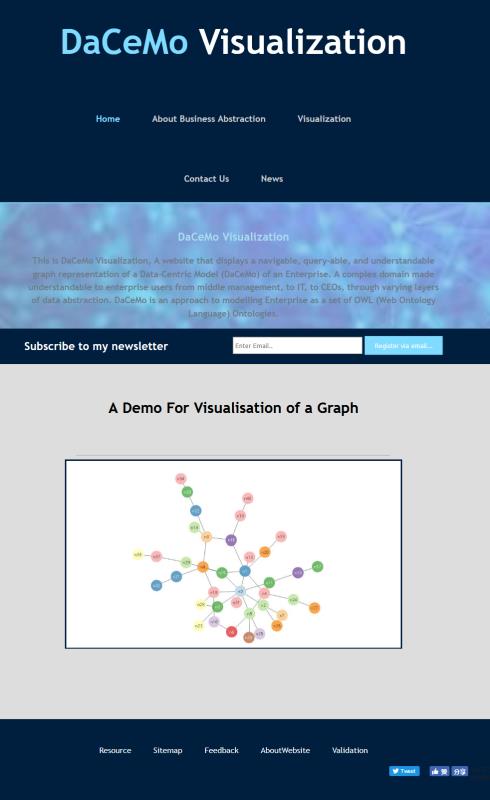 DaCeMo Visualization
Home About Business Abstraction Visualization
Contact Us News
DaCeMo Visualization
This is DaCeMo Visualization, A website that displays a navigable, query-able, and understandable
graph representation of a Data-Centric Model (DaCeMo) of an Enterprise. A complex domain made
understandable to enterprise users from middle management, to IT, to CEOs, through varying layers
of data abstraction. DaCeMo is an approach to modelling Enterprise as a set of OWL (Web Ontology
Language) Ontologies.
Subscribe to my newsletter
Enter Email...
Register via email...
A Demo For Visualisation of a Graph
Resource Sitemap Feedback AboutWebsite Validation
Tweet 赞 分享